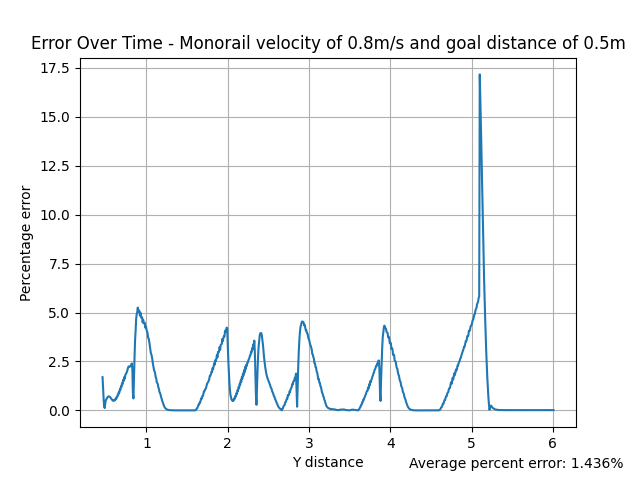 Error Over Time - Monorail velocity of 0.8m/s and goal distance of 0.5m
17.5
15.0
12.5
10.0
7.5
5.0
2.5
0.0
Percentage error
1 2 3 4 5 6
Y distance
Average percent error: 1.436%